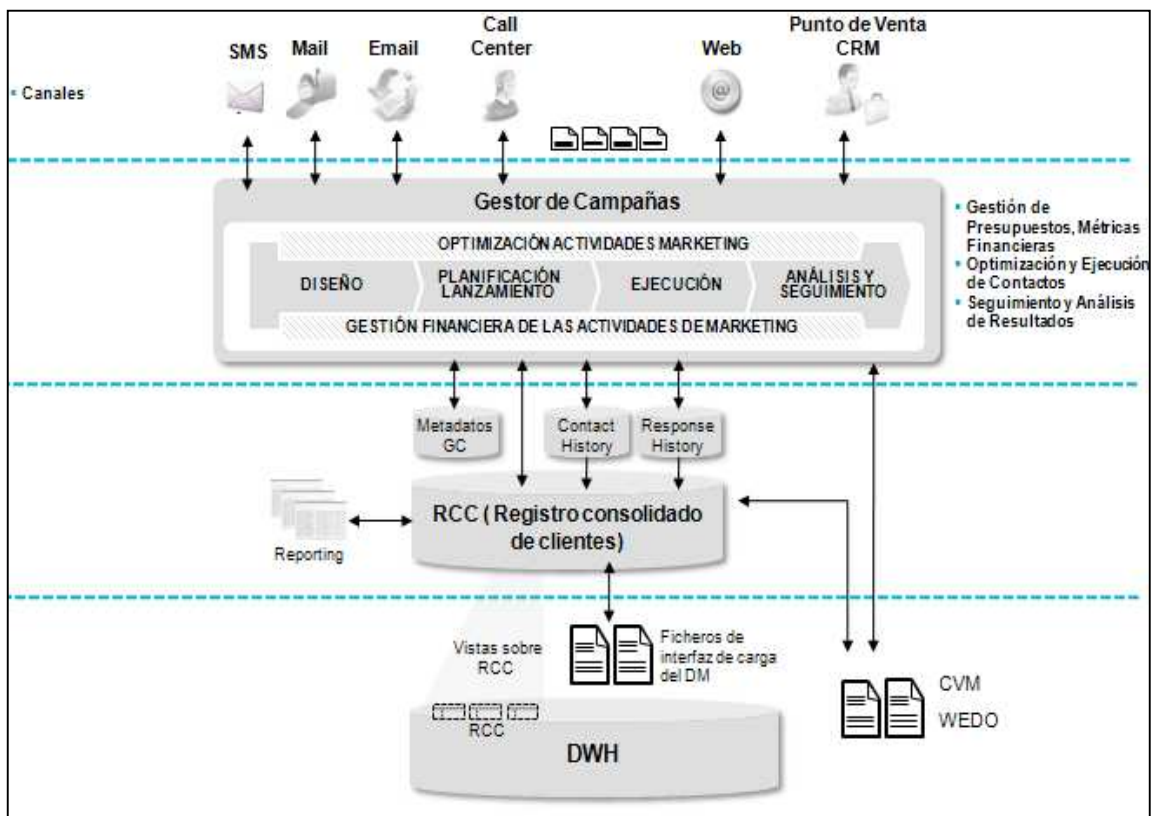 Call
Center
Punto de Venta
CRM
SMS
Mail
Email
Web
Canales
Gestor de Campañas
OPTIMIZACIÓN ACTIVIDADES MARKETING
DISEÑO
PLANIFICACIÓN
LANZAMIENTO
EJECUCIÓN
ANÁLISIS Y
SEGUIMIENTO
GESTIÓN FINANCIERA DE LAS ACTIVIDADES DE MARKETING
Gestión de
Presupuestos, Métricas
Financieras
Optimización y Ejecución
de Contactos
Seguimiento y Análisis
de Resultados
Metadatos
GC
Contact
History
Response
History
RCC ( Registro consolidado
de clientes)
Reporting
Vistas sobre
RCC
Ficheros de
interfaz de carga
del DM
CVM
WEDO
RCC
DWH